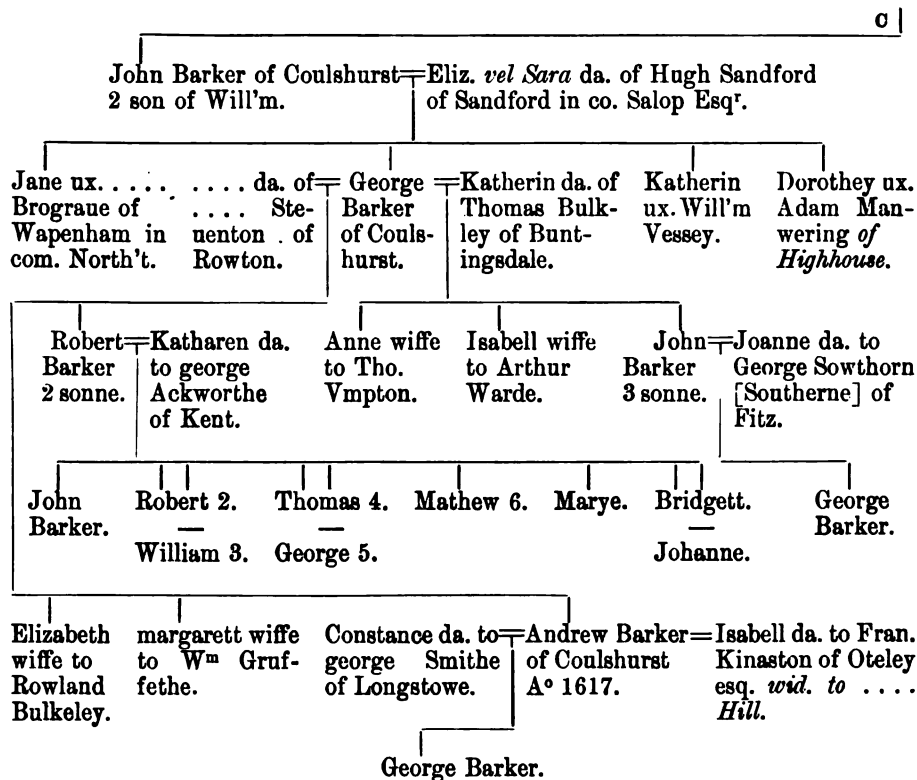 C
John Barker of Coulshurst Eliz. vel Sara da. of Hugh Sandford
2 son of Will'm. of Sandford in co. Salop Esqr.
Jane ux. . . . . .
Brograue of
Wapenham in
com. North't.
. . . . da. of
. . . . Ste-
uenton . of
Rowton.
George
Barker
of Couls-
hurst.
Katherin da. of
Thomas Bulk-
ley of Bunt-
ingsdale.
Katherin
ux. Will'm
Vessey.
Dorothey ux.
Adam Man-
wering of
Highhouse.
Robert
Barker
2 sonne.
Katharen da.
to george
Ackworthe
of Kent.
Anne wiffe
to Tho.
Vmpton.
Isabell wiffe
to Arthur
Warde.
John
Barker
3 sonne.
Joanne da. to
George Sowthorn
[Southerne] of
Fitz.
John
Barker.
Robert 2.
William 3.
Thomas 4.
George 5.
Mathew 6.
Marye.
Bridgett.
Johanne.
George
Barker.
Elizabeth
wiffe to
Rowland
Bulkeley.
margarett wiffe
to Wm Gruf-
fethe.
Constance da. to
george Smithe
of Longstowe.
Andrew Barker
of Coulshurst
Ao 1617.
Isabell da. to Fran.
Kinaston of Oteley
esq. wid. to . . . .
Hill.
George Barker.